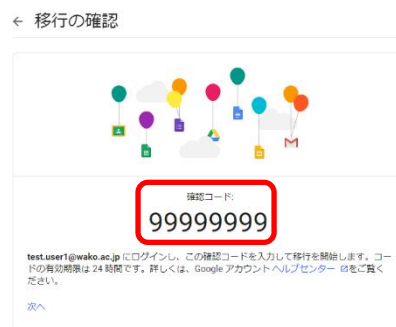 ← 移行の確認
確認コード:
99999999
test.user1@wako.ac.jp にログインし、この確認コードを入力して移行を開始します。コー
ドの有効期限は 24 時間です。詳しくは、Google アカウント ヘルプセンター をご覧く
ださい。
次へ